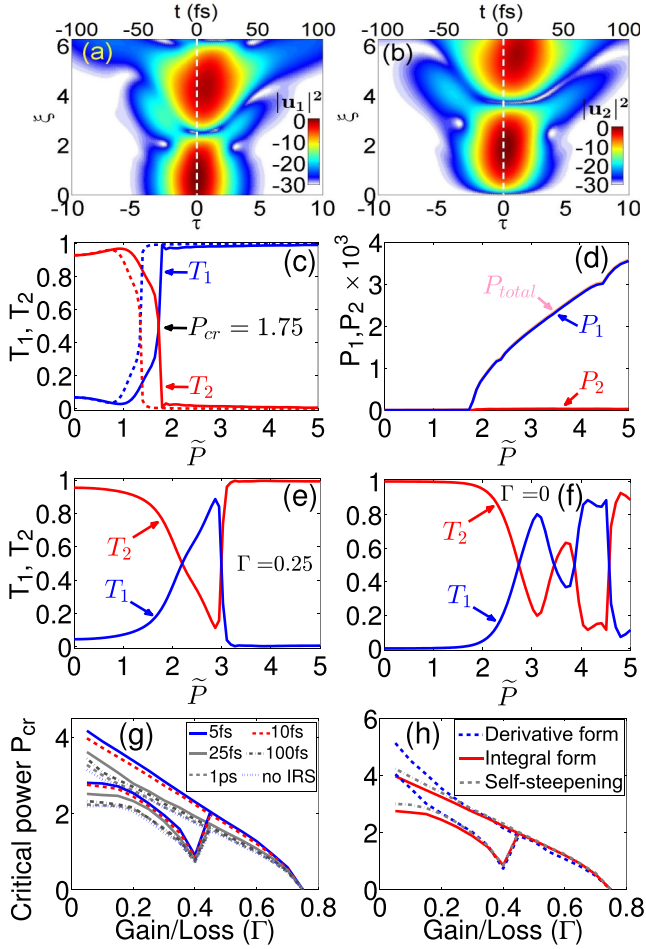 t (fs)
t (fs)
-100 -50 0 50 100
-100 -50 0 50 100
(a)
(b)
6
4
2
0
ξ
6
4
2
0
ξ
|u₁|²
0
-10
-20
-30
|u₂|²
0
-10
-20
-30
-10 -5 0 5 10
-10 -5 0 5 10
τ
τ
(c)
1
0.8
0.6
0.4
0.2
0
T₁, T₂
T₁
P_cr = 1.75
T₂
0 1 2 3 4 5
P̃
(d)
4
3
2
1
0
P₁,P₂ × 10³
P_total
P₁
P₂
0 1 2 3 4 5
P̃
(e)
1
0.8
0.6
0.4
0.2
0
T₁, T₂
T₂
Γ =0.25
T₁
0 1 2 3 4 5
P̃
(f)
Γ=0
1
0.8
0.6
0.4
0.2
0
T₂
T₁
0 1 2 3 4 5
P̃
(g)
Critical power P_cr
4
2
0
5fs 10fs
25fs 100fs
1ps no IRS
0 0.2 0.4 0.6 0.8
Gain/Loss (Γ)
(h)
6
4
2
0
Derivative form
Integral form
Self-steepening
0 0.2 0.4 0.6 0.8
Gain/Loss (Γ)